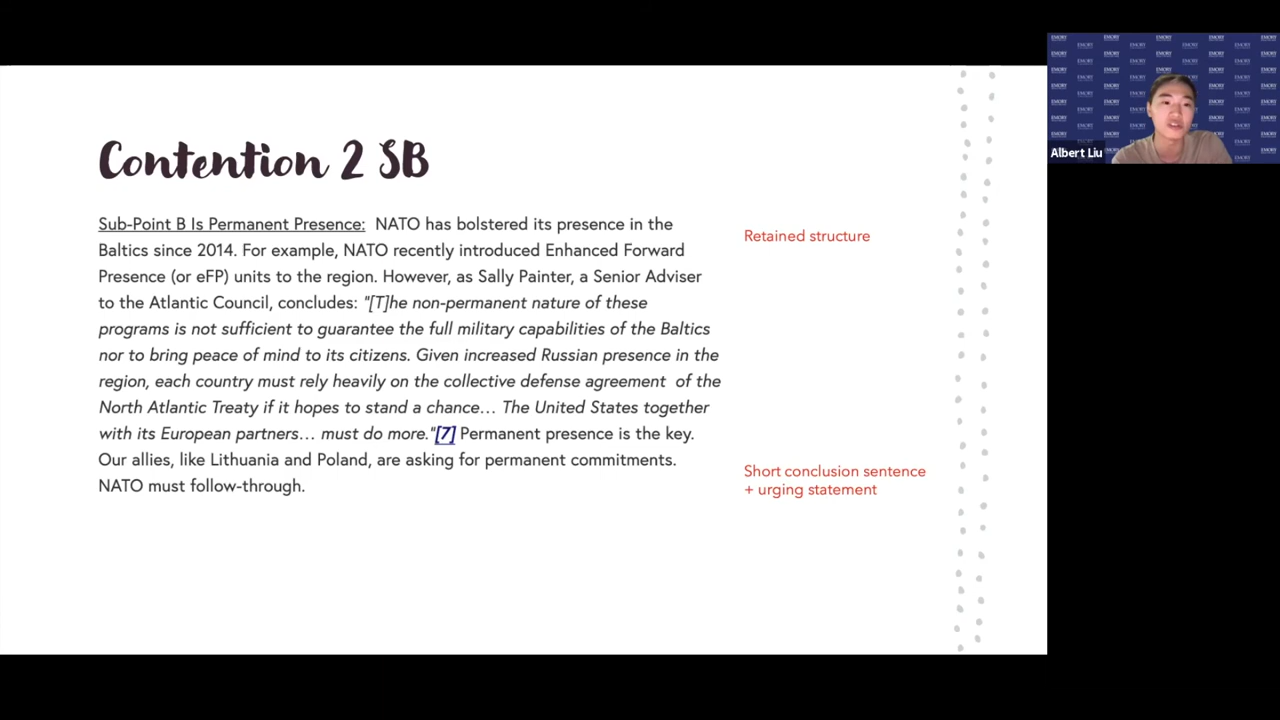 Contention 2 SB
Sub-Point B Is Permanent Presence: NATO has bolstered its presence in the
Baltics since 2014. For example, NATO recently introduced Enhanced Forward
Presence (or eFP) units to the region. However, as Sally Painter, a Senior Adviser
to the Atlantic Council, concludes: "[T]he non-permanent nature of these
programs is not sufficient to guarantee the full military capabilities of the Baltics
nor to bring peace of mind to its citizens. Given increased Russian presence in the
region, each country must rely heavily on the collective defense agreement of the
North Atlantic Treaty if it hopes to stand a chance… The United States together
with its European partners… must do more."[7] Permanent presence is the key.
Our allies, like Lithuania and Poland, are asking for permanent commitments.
NATO must follow-through.
Retained structure
Short conclusion sentence
+ urging statement
EMORY
Albert Liu